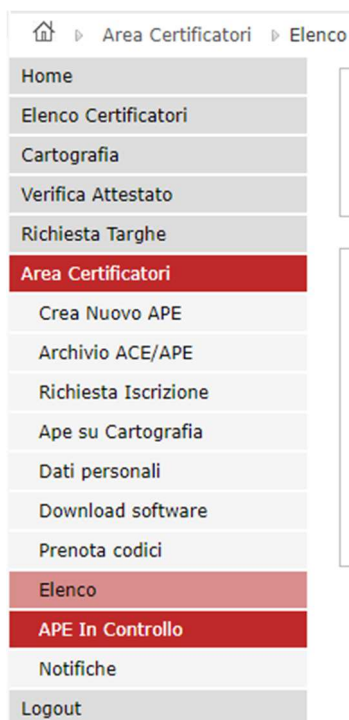 Area Certificatori Elenco
Home
Elenco Certificatori
Cartografia
Verifica Attestato
Richiesta Targhe
Area Certificatori
Crea Nuovo APE
Archivio ACE/APE
Richiesta Iscrizione
Ape su Cartografia
Dati personali
Download software
Prenota codici
Elenco
APE In Controllo
Notifiche
Logout